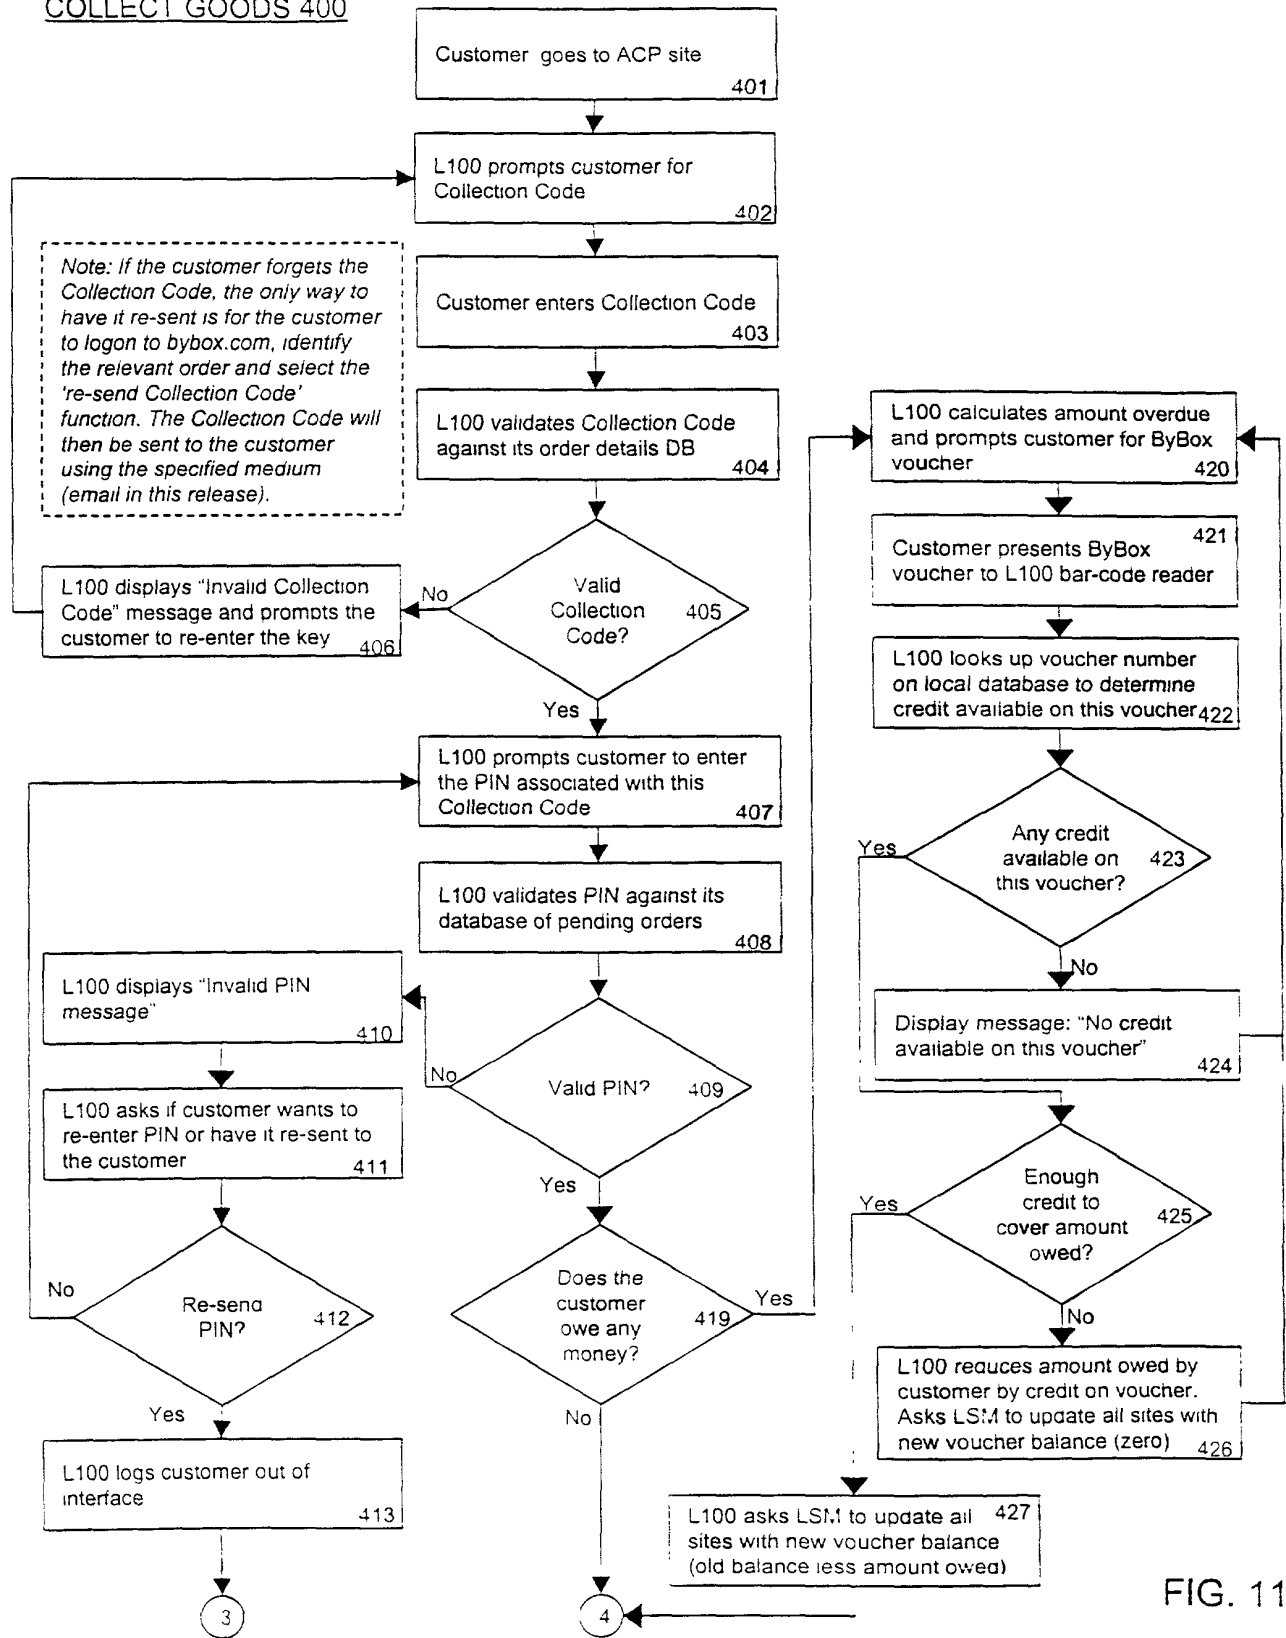 COLLECT GOODS 400
Customer goes to ACP site
401
L100 prompts customer for
Collection Code
402
Note: If the customer forgets the
Collection Code, the only way to
have it re-sent is for the customer
to logon to bybox.com, identify
the relevant order and select the
're-send Collection Code'
function. The Collection Code will
then be sent to the customer
using the specified medium
(email in this release).
Customer enters Collection Code
403
L100 validates Collection Code
against its order details DB
404
Valid
Collection
Code?
405
No
Yes
L100 displays "Invalid Collection
Code" message and prompts the
customer to re-enter the key
406
L100 prompts customer to enter
the PIN associated with this
Collection Code
407
L100 validates PIN against its
database of pending orders
408
Valid PIN?
409
No
Yes
L100 displays "Invalid PIN
message"
410
L100 asks if customer wants to
re-enter PIN or have it re-sent to
the customer
411
Re-send
PIN?
412
No
Yes
L100 logs customer out of
interface
413
3
Does the
customer
owe any
money?
419
Yes
No
4
L100 calculates amount overdue
and prompts customer for ByBox
voucher
420
421
Customer presents ByBox
voucher to L100 bar-code reader
L100 looks up voucher number
on local database to determine
credit available on this voucher
422
Any credit
available on
this voucher?
423
Yes
No
Display message: "No credit
available on this voucher"
424
Enough
credit to
cover amount
owed?
425
Yes
No
L100 reduces amount owed by
customer by credit on voucher.
Asks LSM to update all sites with
new voucher balance (zero)
426
L100 asks LSM to update all
sites with new voucher balance
(old balance less amount owed)
427
FIG. 11